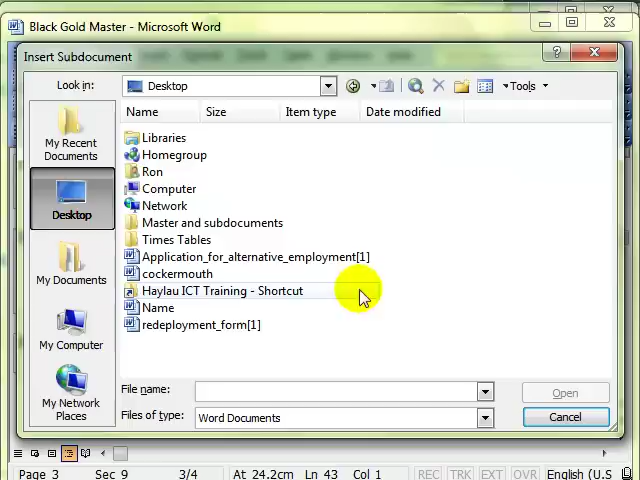 Black Gold Master - Microsoft Word
Insert Subdocument
Look in: Desktop Tools
Name Size Item type Date modified
My Recent Documents
Desktop
My Documents
My Computer
My Network Places
Libraries
Homegroup
Ron
Computer
Network
Master and subdocuments
Times Tables
Application_for_alternative_employment[1]
cockermouth
Haylau ICT Training - Shortcut
Name
redeployment_form[1]
File name: Open
Files of type: Word Documents Cancel
Page 3 Sec 9 3/4 At 24.2cm Ln 43 Col 1 REC TRK EXT OVR English (U.S